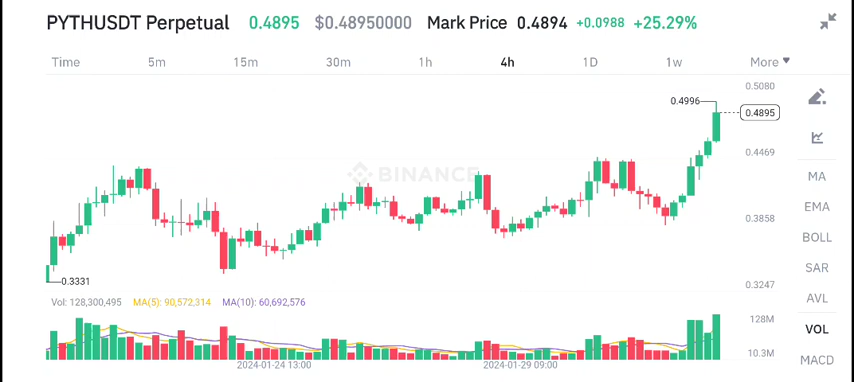 PYTHUSDT Perpetual 0.4895 $0.48950000 Mark Price 0.4894 +0.0988 +25.29%
Time 5m 15m 30m 1h 4h 1D 1w More
0.5080
0.4996
0.4895
0.4469
BINANCE
MA
EMA
0.3858
BOLL
SAR
0.3331
0.3247
AVL
Vol: 128,300,495 MA(5): 90,572,314 MA(10): 60,692,576
128M
VOL
10.3M
MACD
2024-01-24 13:00 2024-01-29 09:00